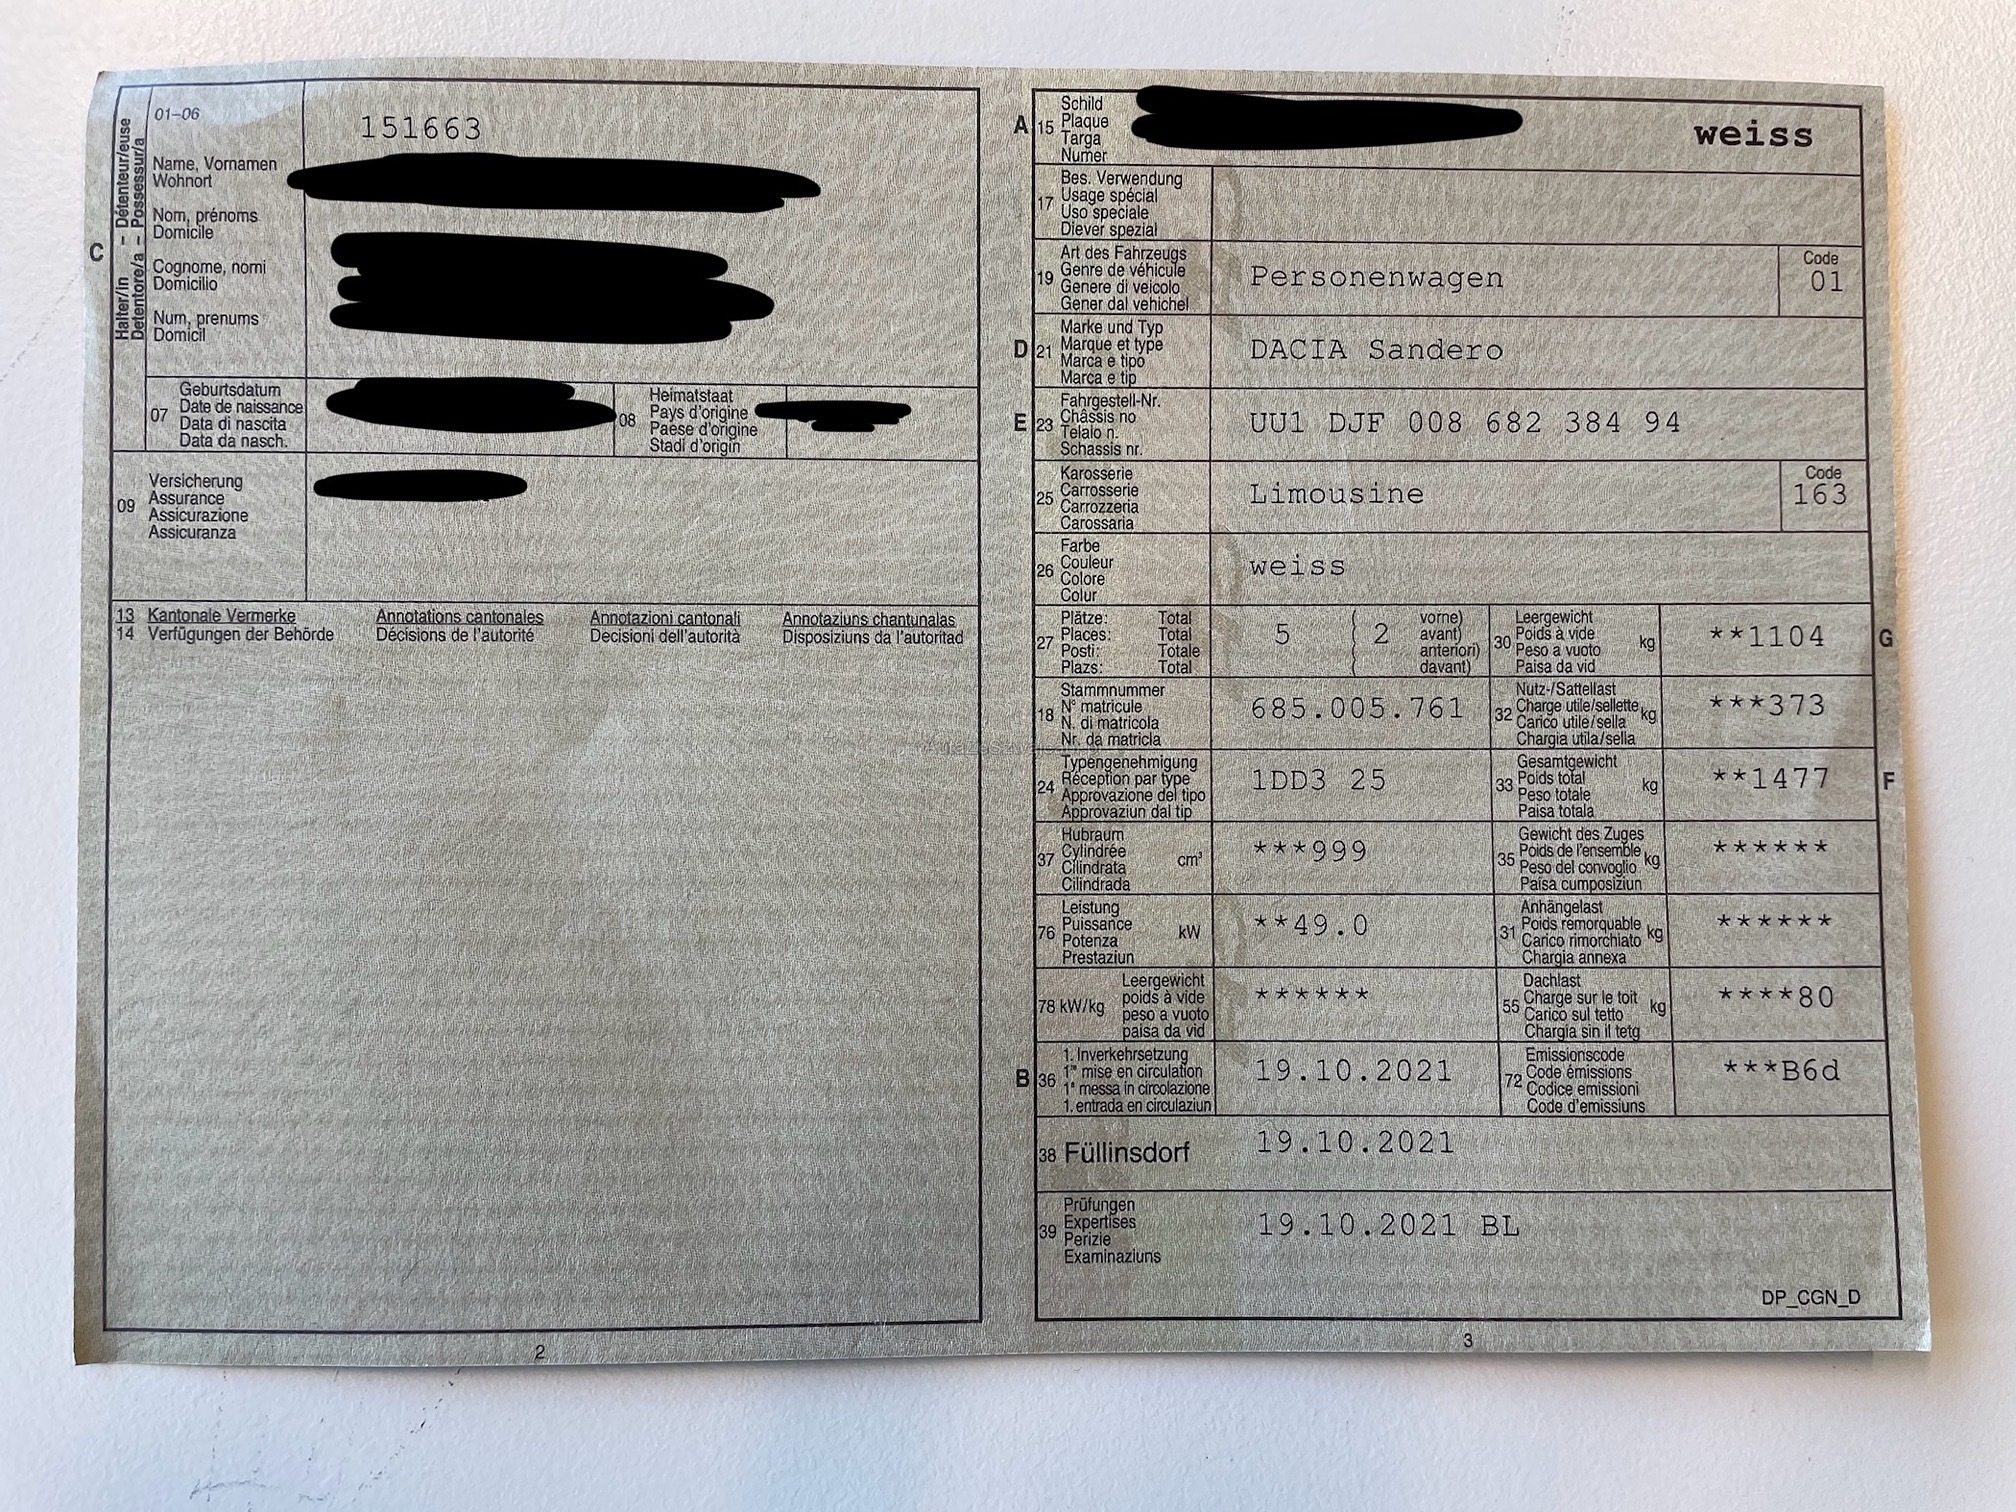 01–06
151663
Halter/in – Détenteur/euse
Detentore/a – Possessur/a
C
Name, Vornamen
Wohnort
Nom, prénoms
Domicile
Cognome, nomi
Domicilio
Num, prenums
Domicil
07
Geburtsdatum
Date de naissance
Data di nascita
Data da nasch.
08
Heimatstaat
Pays d'origine
Paese d'origine
Stadi d'origin
09
Versicherung
Assurance
Assicurazione
Assicuranza
13 Kantonale Vermerke Annotations cantonales Annotazioni cantonali Annotaziuns chantunalas
14 Verfügungen der Behörde Décisions de l'autorité Decisioni dell'autorità Disposiziuns da l'autoritad
2
A 15
Schild
Plaque
Targa
Numer
weiss
17
Bes. Verwendung
Usage spécial
Uso speciale
Diever spezial
19
Art des Fahrzeugs
Genre de véhicule
Genere di veicolo
Gener dal vehichel
Personenwagen
Code
01
D 21
Marke und Typ
Marque et type
Marca e tipo
Marca e tip
DACIA Sandero
E 23
Fahrgestell-Nr.
Châssis no
Telaio n.
Schassis nr.
UU1 DJF 008 682 384 94
25
Karosserie
Carrosserie
Carrozzeria
Carossaria
Limousine
Code
163
26
Farbe
Couleur
Colore
Colur
weiss
27
Plätze: Total
Places: Total
Posti: Totale
Plazs: Total
5 ( 2 vorne)
( avant)
( anteriori)
( davant)
30
Leergewicht
Poids à vide
Peso a vuoto
Paisa da vid
kg
**1104
G
18
Stammnummer
N° matricule
N. di matricola
Nr. da matricla
685.005.761
32
Nutz-/Sattellast
Charge utile/sellette
Carico utile/sella
Chargia utila/sella
kg
***373
24
Typengenehmigung
Réception par type
Approvazione del tipo
Approvaziun dal tip
1DD3 25
33
Gesamtgewicht
Poids total
Peso totale
Paisa totala
kg
**1477
F
37
Hubraum
Cylindrée
Cilindrata
Cilindrada
cm³
***999
35
Gewicht des Zuges
Poids de l'ensemble
Peso del convoglio
Paisa cumposiziun
kg
******
76
Leistung
Puissance
Potenza
Prestaziun
kW
**49.0
31
Anhängelast
Poids remorquable
Carico rimorchiato
Chargia annexa
kg
******
78 kW/kg
Leergewicht
poids à vide
peso a vuoto
paisa da vid
******
55
Dachlast
Charge sur le toit
Carico sul tetto
Chargia sin il tetg
kg
****80
B 36
1. Inverkehrsetzung
1re mise en circulation
1a messa in circolazione
1. entrada en circulaziun
19.10.2021
72
Emissionscode
Code émissions
Codice emissioni
Code d'emissiuns
***B6d
38 Füllinsdorf
19.10.2021
39
Prüfungen
Expertises
Perizie
Examinaziuns
19.10.2021 BL
DP_CGN_D
3